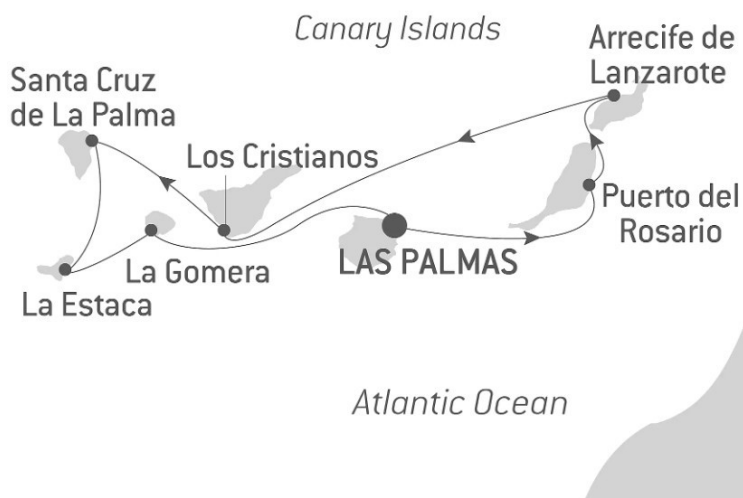 Canary Islands
Arrecife de
Lanzarote
Santa Cruz
de La Palma
Los Cristianos
Puerto del
Rosario
LAS PALMAS
La Gomera
La Estaca
Atlantic Ocean